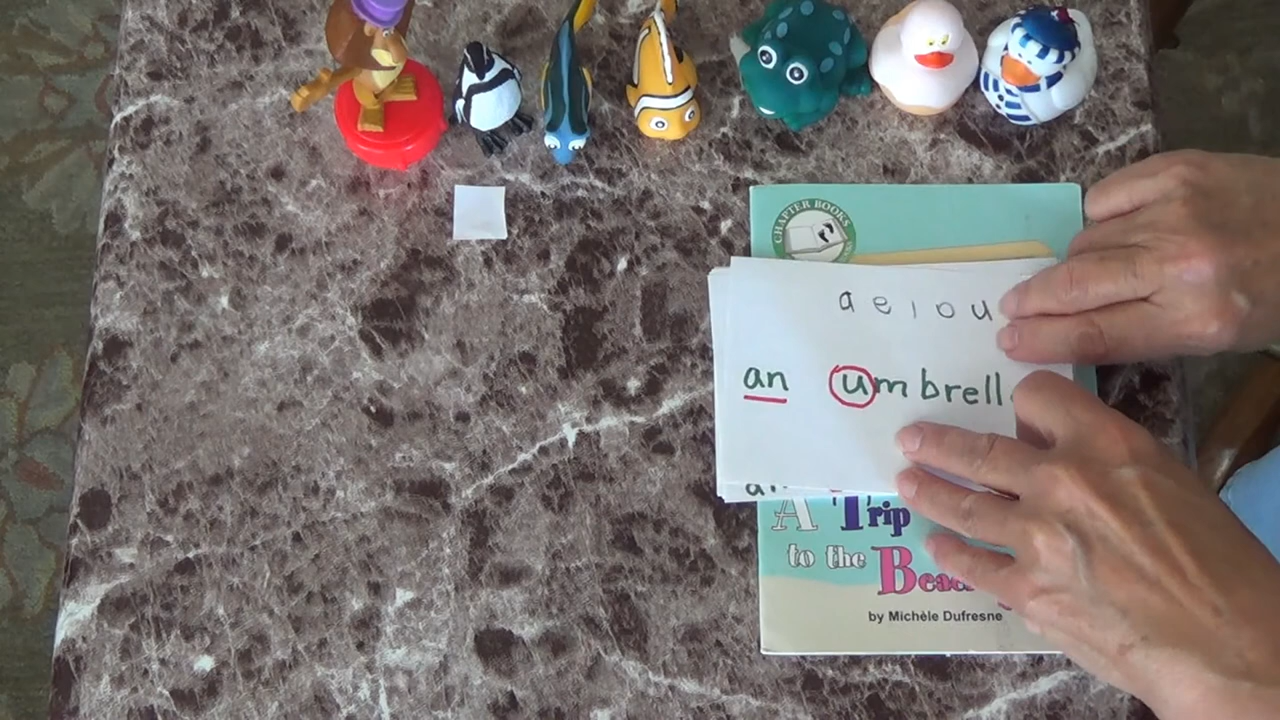 CHAPTER BOOKS
a e i o u
an umbrell
A Trip
to the
by Michèle Dufresne